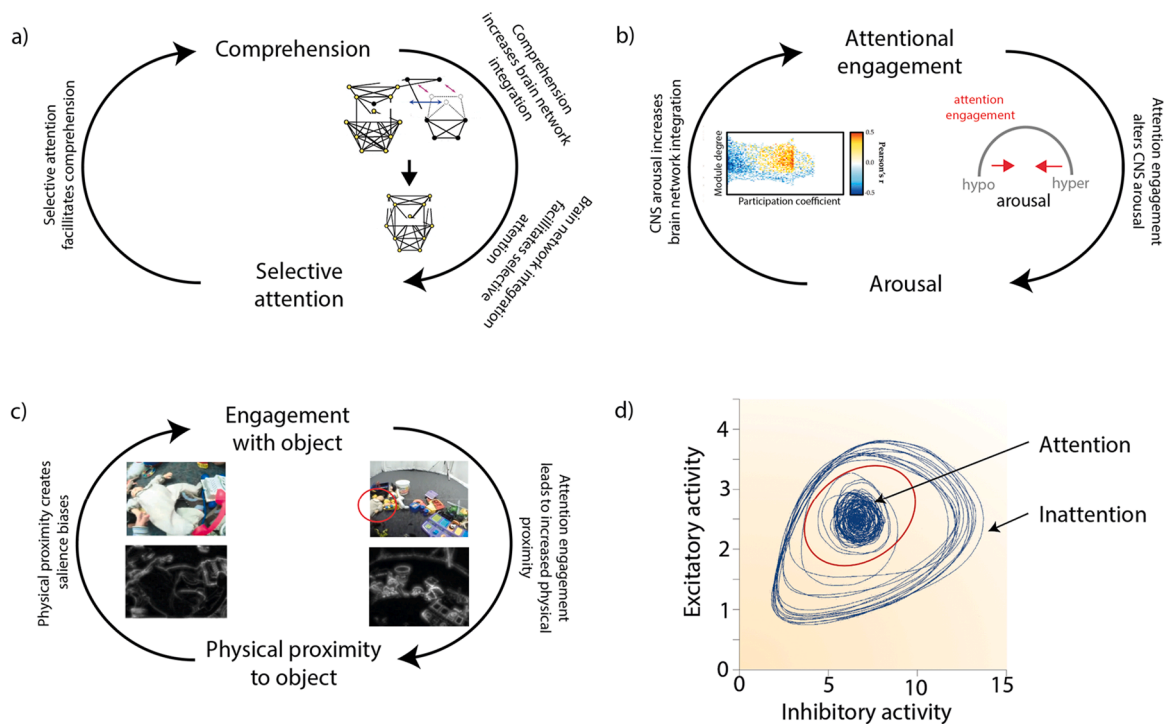 a)
Comprehension
Selective attention
facillitates comprehension
Comprehension
increases brain network
integration
Brain network integration
facillitates selective
attention
Selective
attention
b)
Attentional
engagement
CNS arousal increases
brain network integration
Module degree
Participation coefficient
0.5
-0.5
Pearson's r
attention
engagement
hypo
hyper
arousal
Attention engagement
alters CNS arousal
Arousal
c)
Engagement
with object
Physical proximity creates
salience biases
Attention engagement
leads to increased physical
proximity
Physical proximity
to object
d)
Excitatory activity
4
3
2
1
0
0
5
10
15
Inhibitory activity
Attention
Inattention